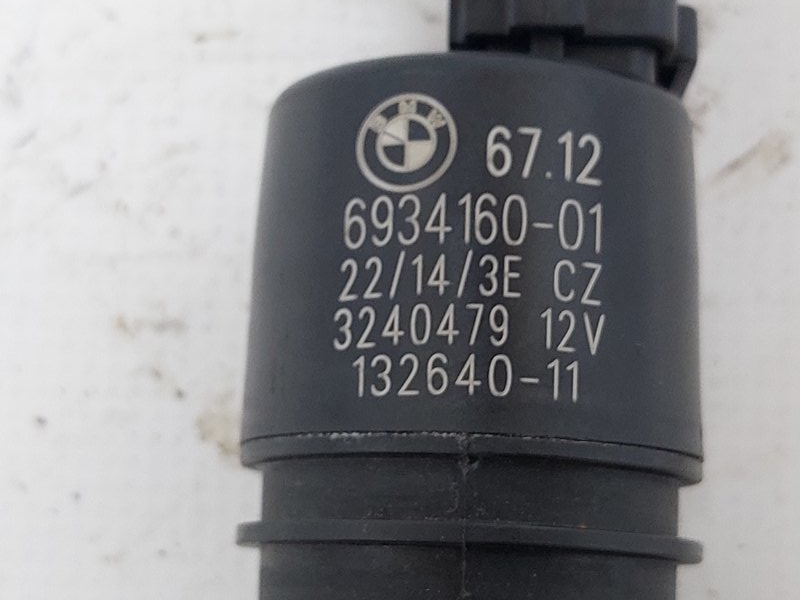 BMW 67.12
6934160-01
22/14/3E CZ
3240479 12V
132640-11